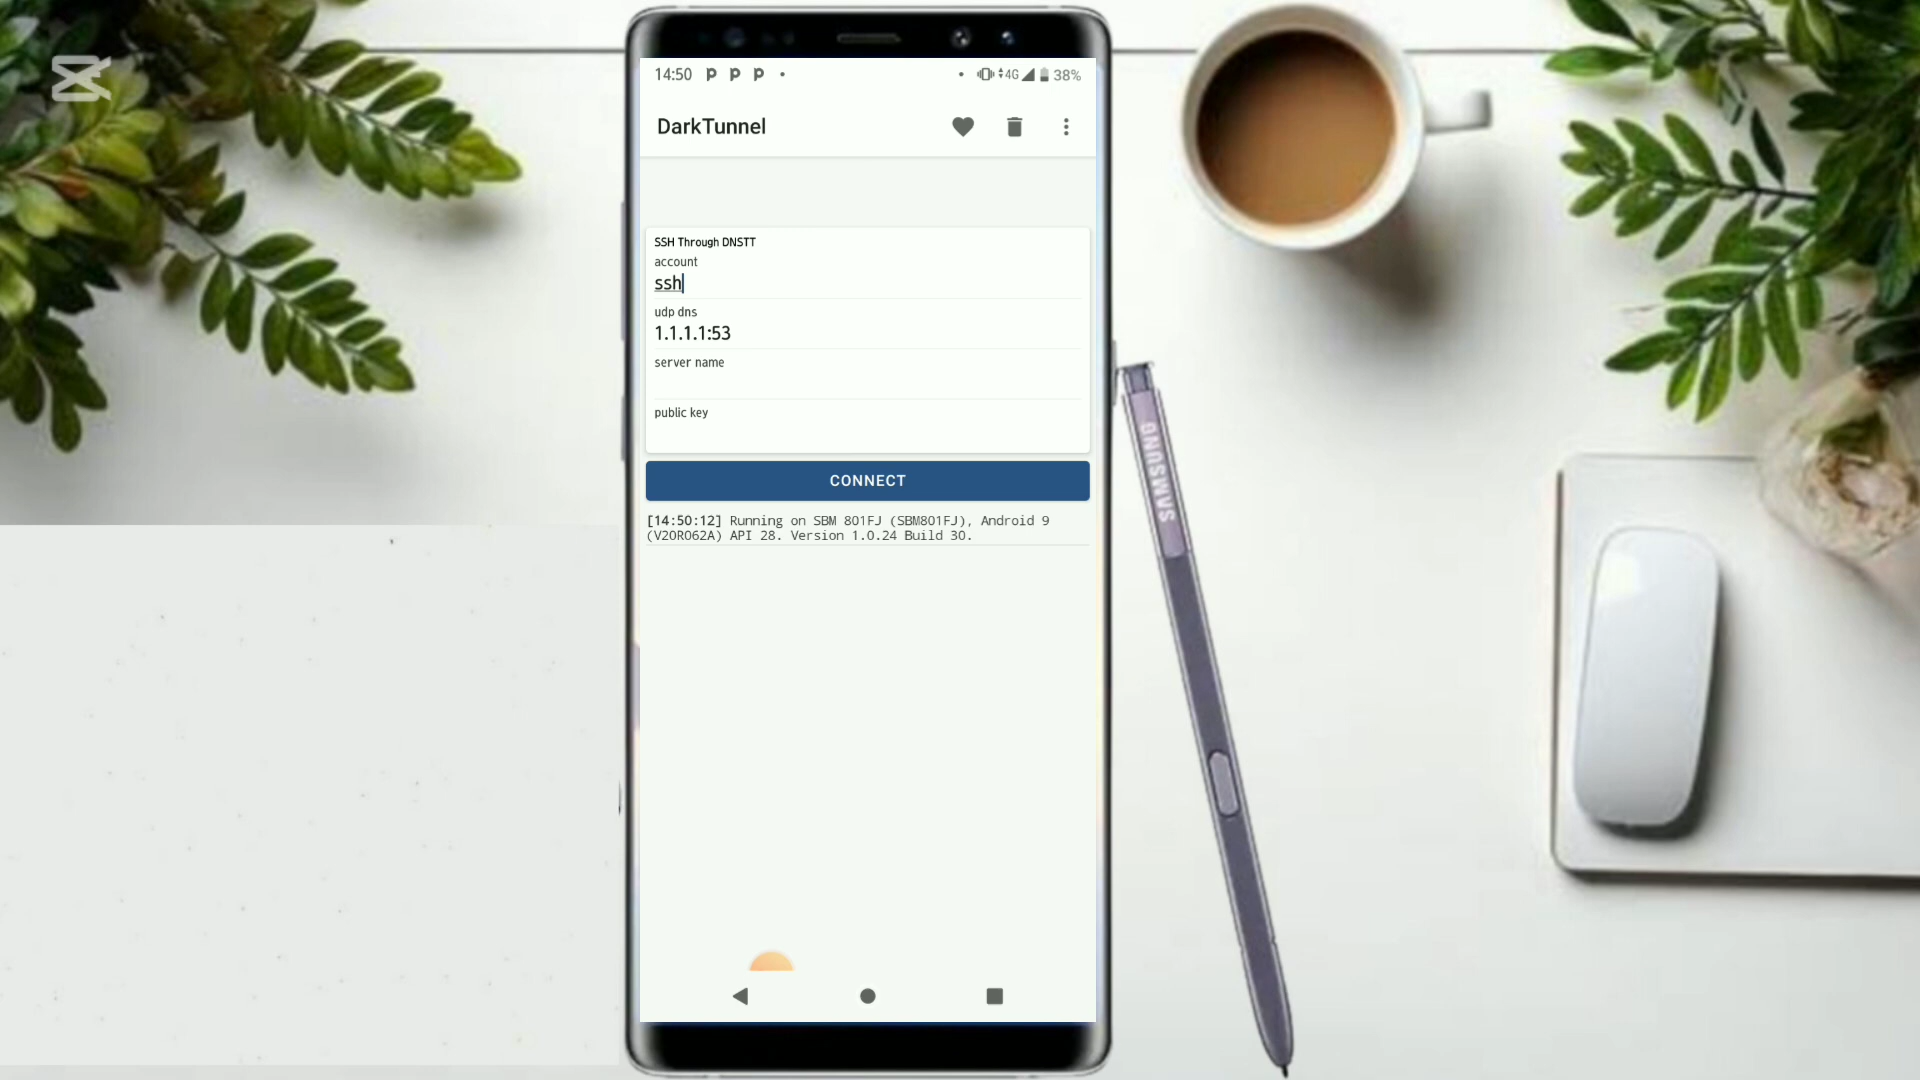 14:50
4G 38%
DarkTunnel
SSH Through DNSTT
account
ssh
udp dns
1.1.1.1:53
server name
public key
CONNECT
[14:50:12] Running on SBM 801FJ (SBM801FJ), Android 9
(V20R062A) API 28. Version 1.0.24 Build 30.
SAMSUNG